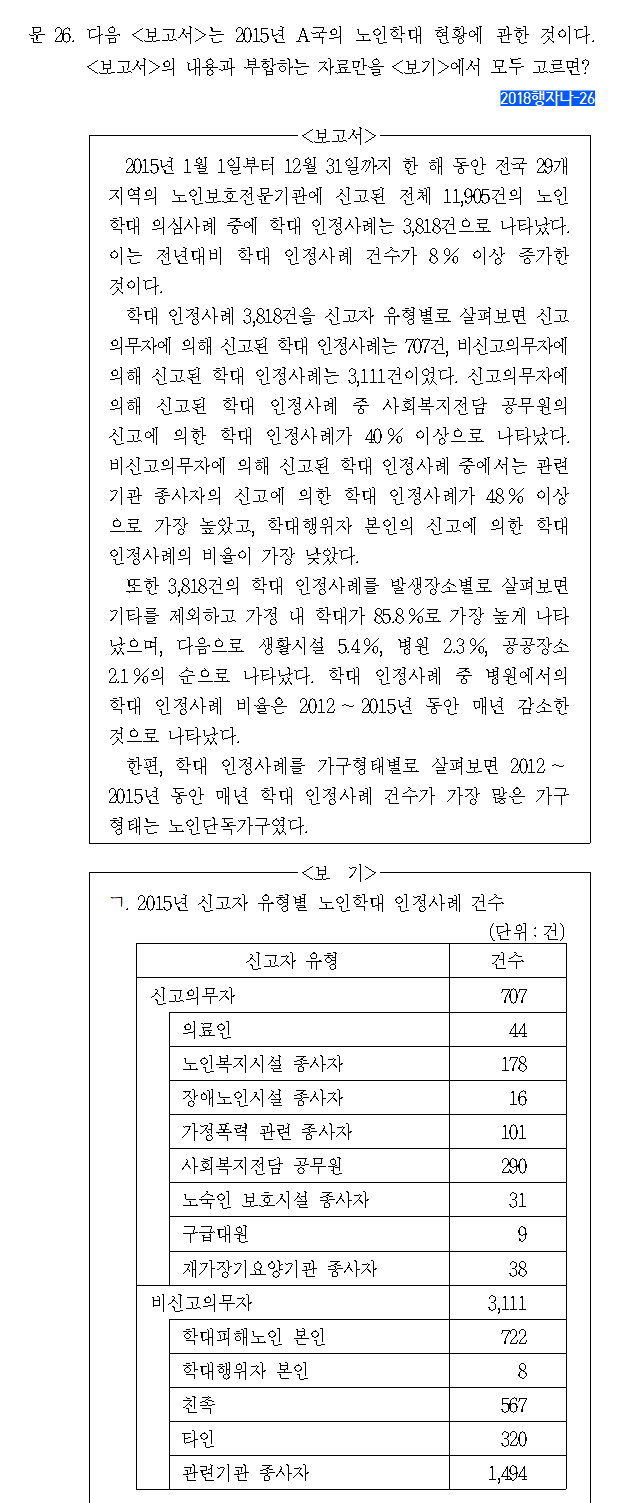 문 26. 다음 <보고서>는 2015년 A국의 노인학대 현황에 관한 것이다.
<보고서>의 내용과 부합하는 자료만을 <보기>에서 모두 고르면?
2018행자나-26
<보고서>
2015년 1월 1일부터 12월 31일까지 한 해 동안 전국 29개
지역의 노인보호전문기관에 신고된 전체 11,905건의 노인
학대 의심사례 중에 학대 인정사례는 3,818건으로 나타났다.
이는 전년대비 학대 인정사례 건수가 8 % 이상 증가한
것이다.
학대 인정사례 3,818건을 신고자 유형별로 살펴보면 신고
의무자에 의해 신고된 학대 인정사례는 707건, 비신고의무자에
의해 신고된 학대 인정사례는 3,111건이었다. 신고의무자에
의해 신고된 학대 인정사례 중 사회복지전담 공무원의
신고에 의한 학대 인정사례가 40 % 이상으로 나타났다.
비신고의무자에 의해 신고된 학대 인정사례 중에서는 관련
기관 종사자의 신고에 의한 학대 인정사례가 48 % 이상
으로 가장 높았고, 학대행위자 본인의 신고에 의한 학대
인정사례의 비율이 가장 낮았다.
또한 3,818건의 학대 인정사례를 발생장소별로 살펴보면
기타를 제외하고 가정 내 학대가 85.8 %로 가장 높게 나타
났으며, 다음으로 생활시설 5.4 %, 병원 2.3 %, 공공장소
2.1 %의 순으로 나타났다. 학대 인정사례 중 병원에서의
학대 인정사례 비율은 2012 ~ 2015년 동안 매년 감소한
것으로 나타났다.
한편, 학대 인정사례를 가구형태별로 살펴보면 2012 ~
2015년 동안 매년 학대 인정사례 건수가 가장 많은 가구
형태는 노인단독가구였다.
<보 기>
ㄱ. 2015년 신고자 유형별 노인학대 인정사례 건수
(단위 : 건)
신고자 유형 건수
신고의무자 707
의료인 44
노인복지시설 종사자 178
장애노인시설 종사자 16
가정폭력 관련 종사자 101
사회복지전담 공무원 290
노숙인 보호시설 종사자 31
구급대원 9
재가장기요양기관 종사자 38
비신고의무자 3,111
학대피해노인 본인 722
학대행위자 본인 8
친족 567
타인 320
관련기관 종사자 1,494